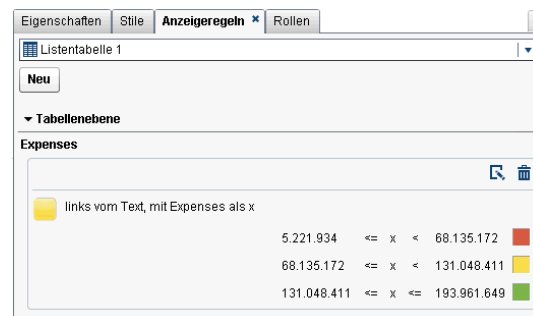 Eigenschaften Stile Anzeigeregeln × Rollen
Listentabelle 1
Neu
Tabellenebene
Expenses
links vom Text, mit Expenses als x
5.221.934 <= x < 68.135.172
68.135.172 <= x < 131.048.411
131.048.411 <= x <= 193.961.649